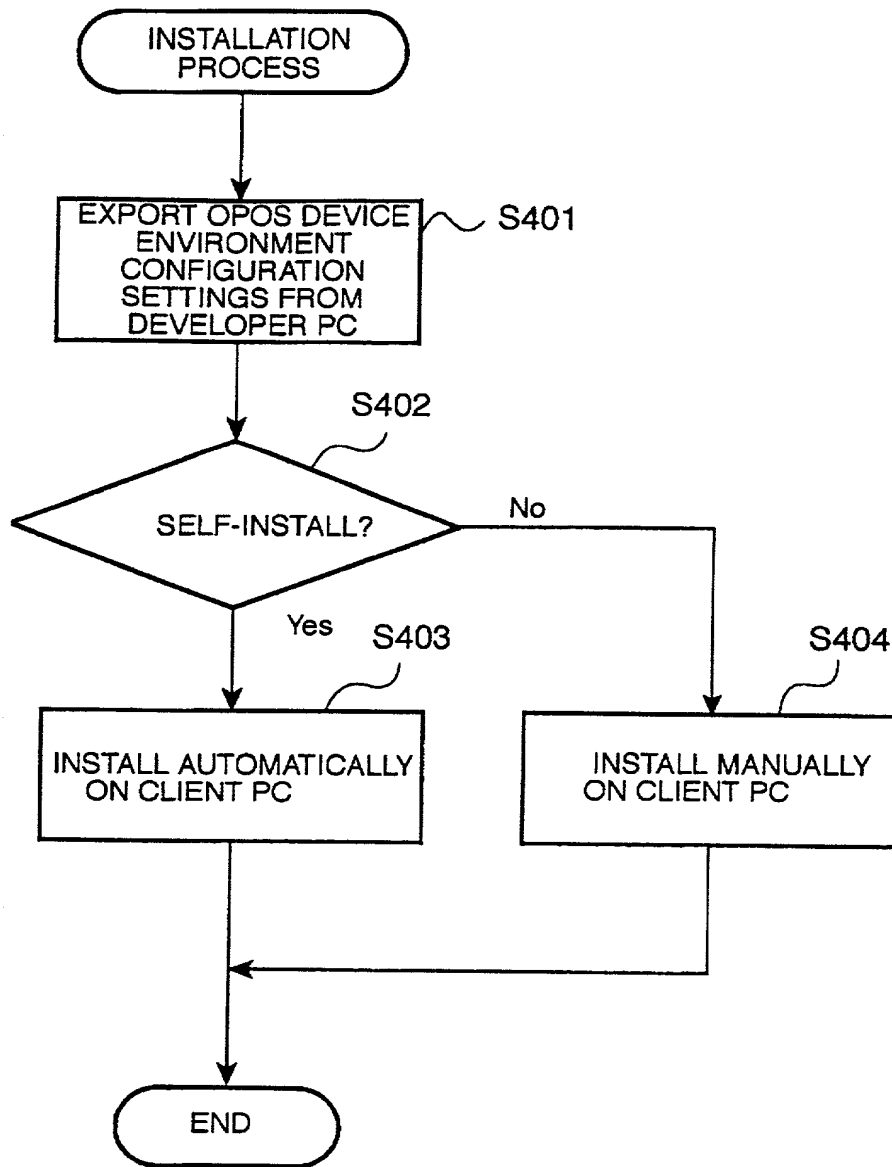 INSTALLATION
PROCESS
EXPORT OPOS DEVICE
ENVIRONMENT
CONFIGURATION
SETTINGS FROM
DEVELOPER PC
S401
S402
SELF-INSTALL?
No
Yes
S403
S404
INSTALL AUTOMATICALLY
ON CLIENT PC
INSTALL MANUALLY
ON CLIENT PC
END